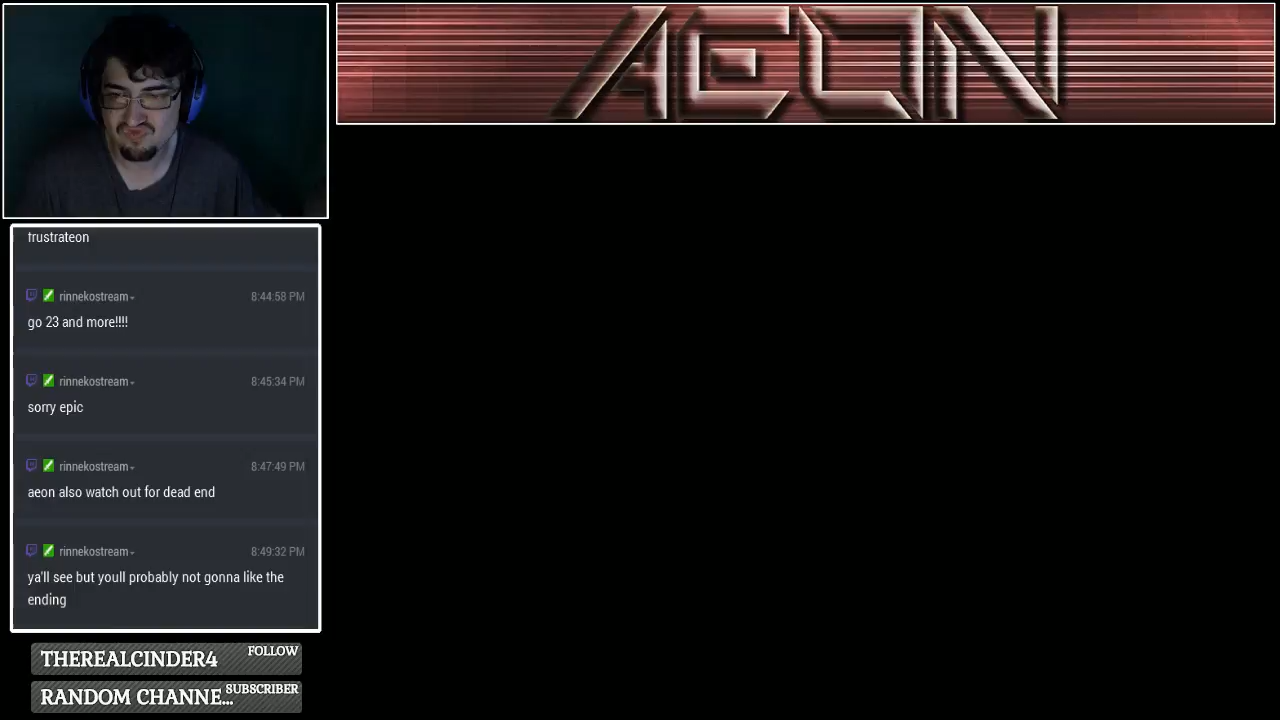 AEON
trustrateon
rinnekostream
8:44:58 PM
go 23 and more!!!!
rinnekostream
8:45:34 PM
sorry epic
rinnekostream
8:47:49 PM
aeon also watch out for dead end
rinnekostream
8:49:32 PM
ya'll see but youll probably not gonna like the
ending
THEREALCINDER4
FOLLOW
RANDOM CHANNE...
SUBSCRIBER